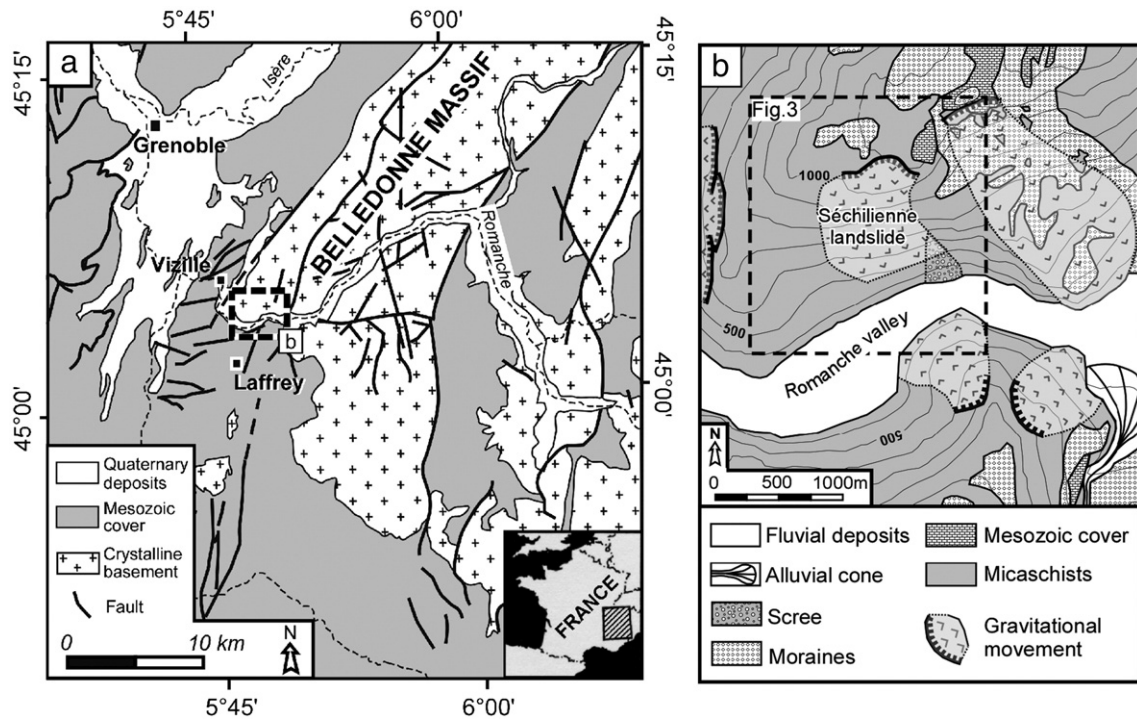 5°45'
6°00'
a
45°15'
45°15'
Isère
Grenoble
BELLEDONNE MASSIF
Romanche
Vizille
b
Laffrey
45°00'
45°00'
Quaternary
deposits
Mesozoic
cover
Crystalline
basement
Fault
0
10 km
N
FRANCE
5°45'
6°00'
b
Fig.3
1000
Séchilienne
landslide
500
Romanche valley
500
N
0
500
1000m
Fluvial deposits
Alluvial cone
Scree
Moraines
Mesozoic cover
Micaschists
Gravitational
movement